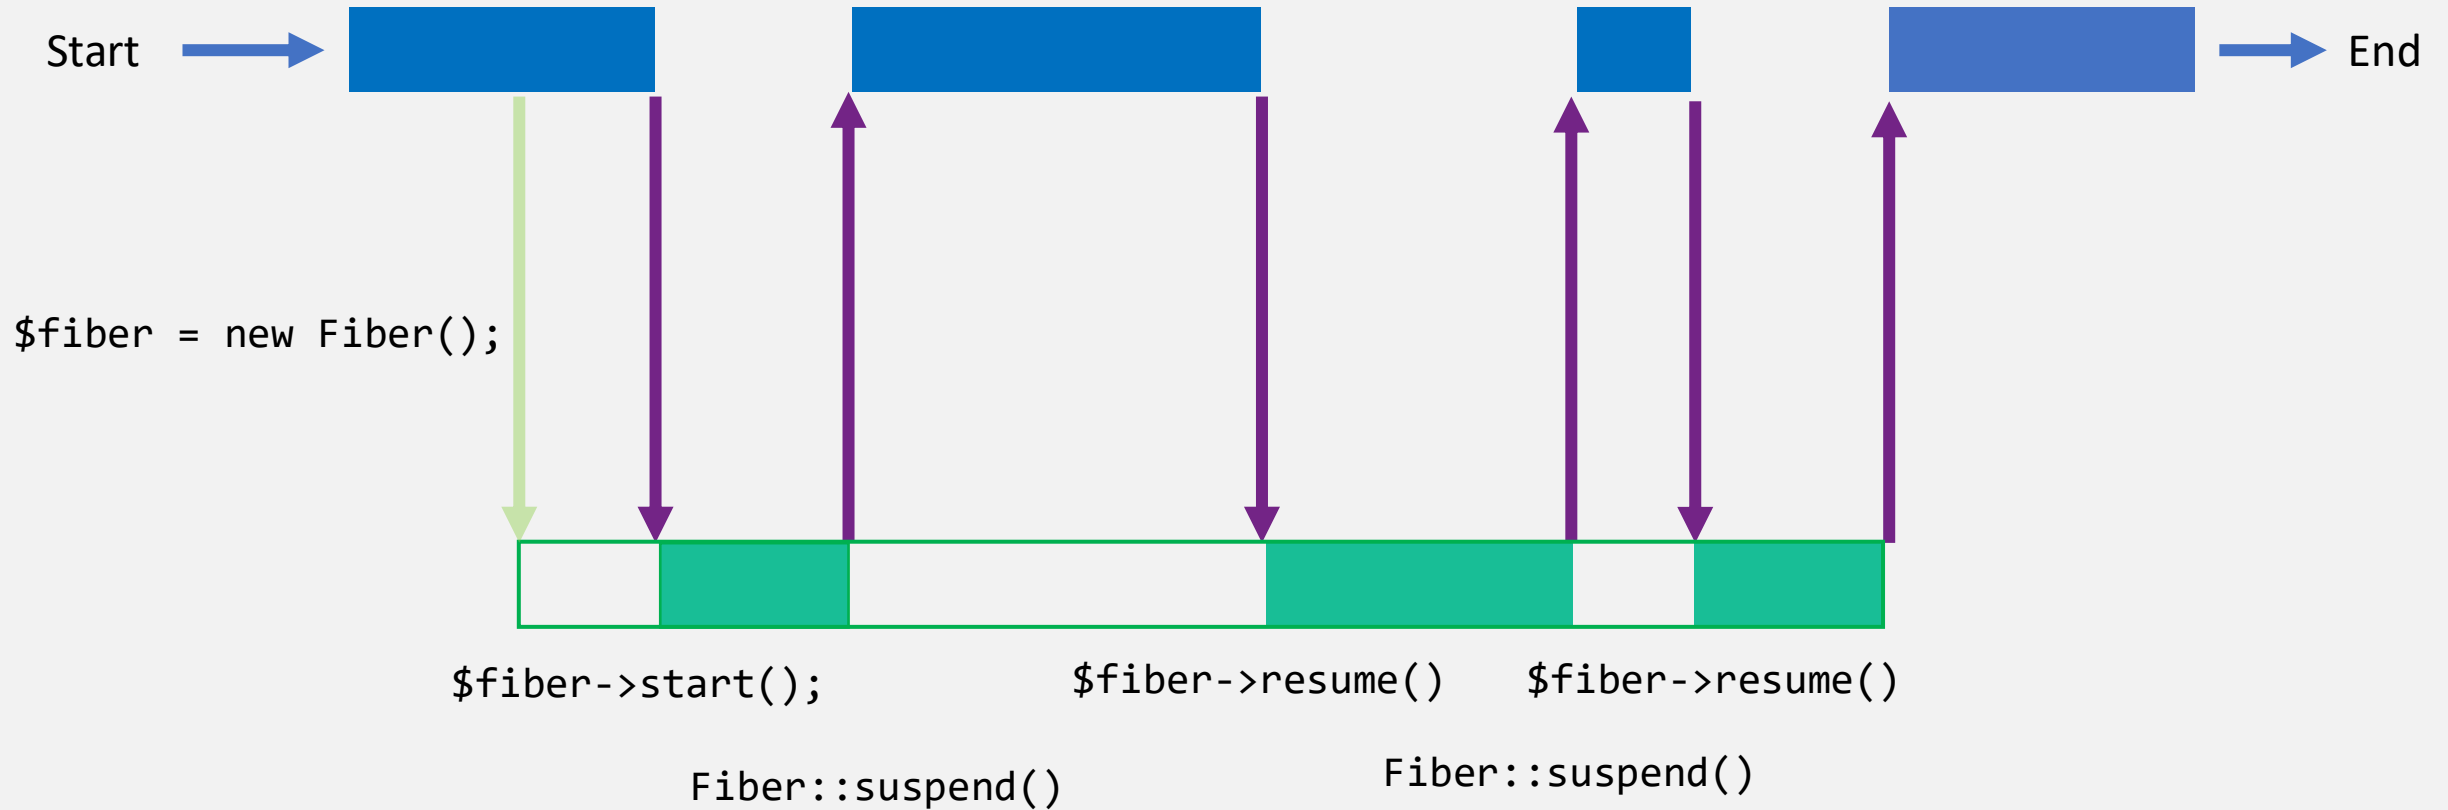 Start
End
$fiber = new Fiber();
$fiber->start();
$fiber->resume()
$fiber->resume()
Fiber::suspend()
Fiber::suspend()